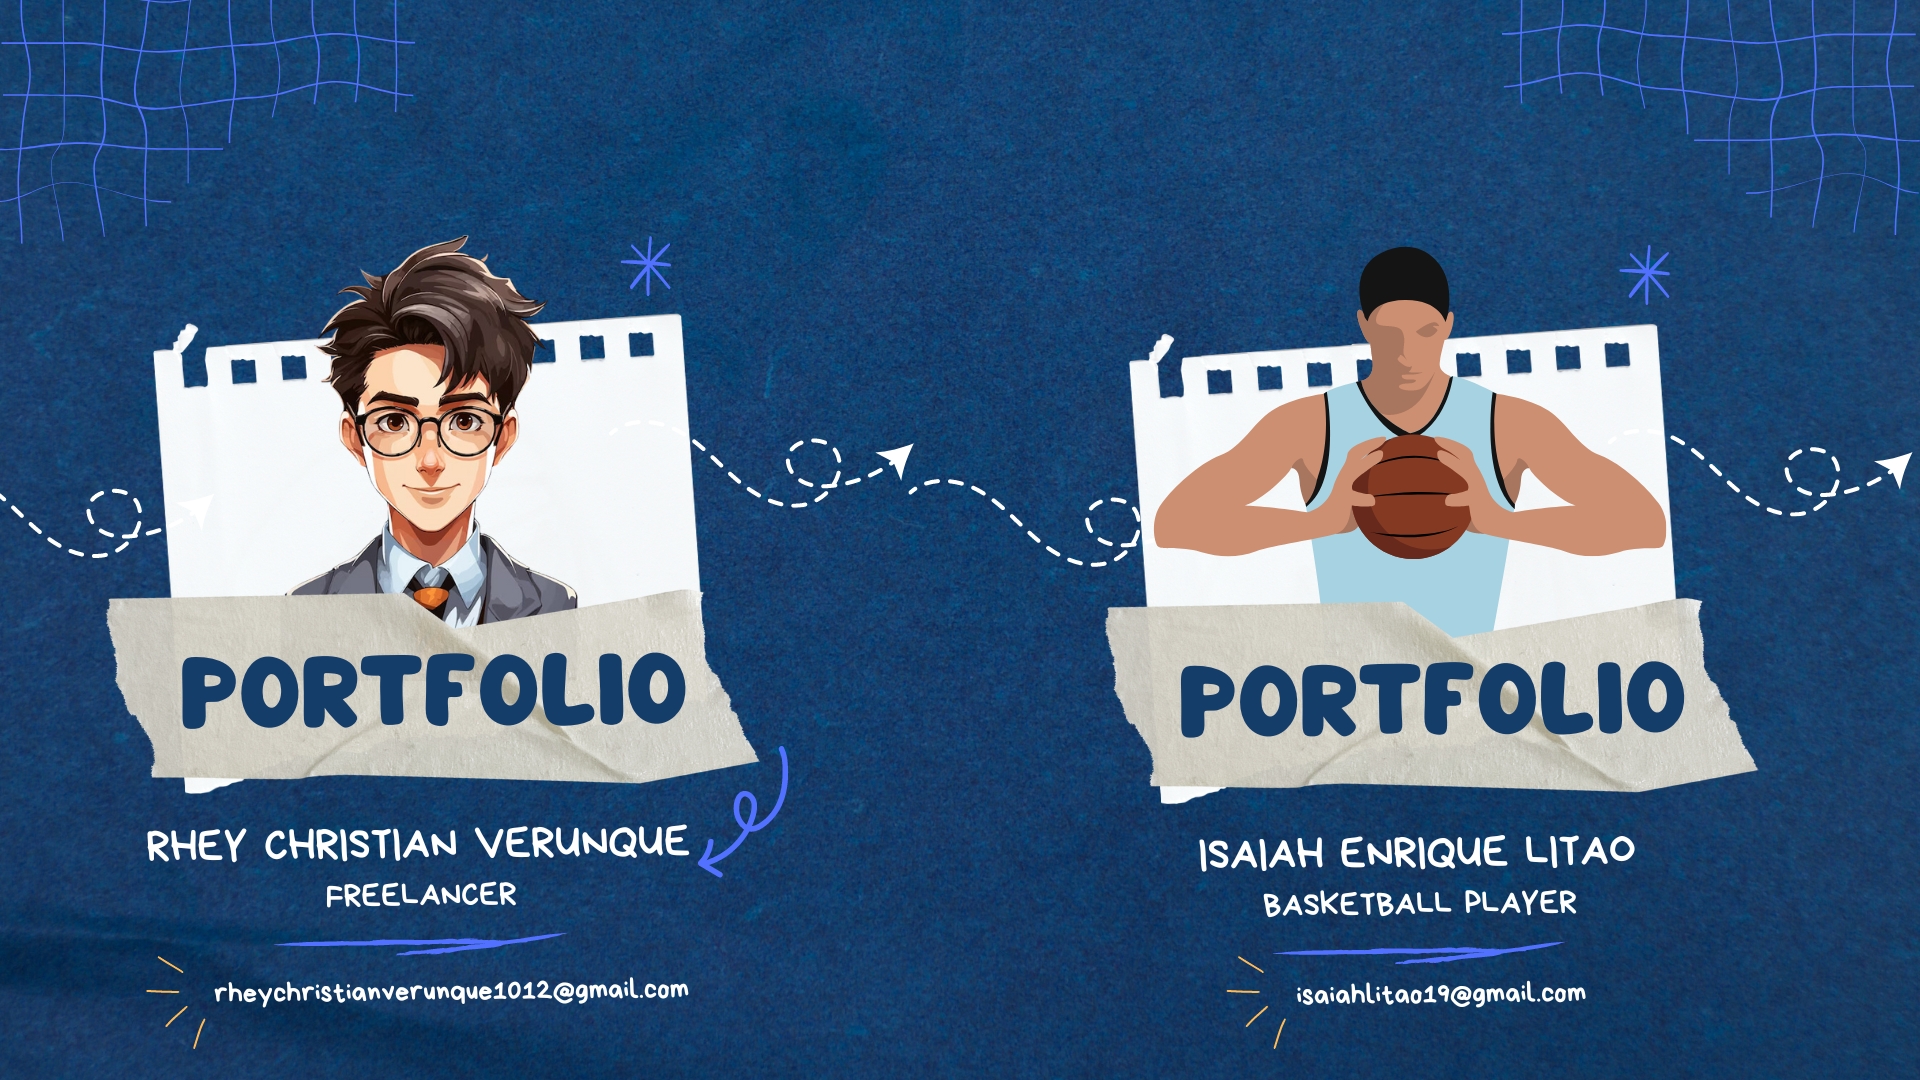 PORTFOLIO
RHEY CHRISTIAN VERUNQUE
FREELANCER
rheychristianverunque1012@gmail.com
PORTFOLIO
ISAIAH ENRIQUE LITAO
BASKETBALL PLAYER
isaiahlitao19@gmail.com